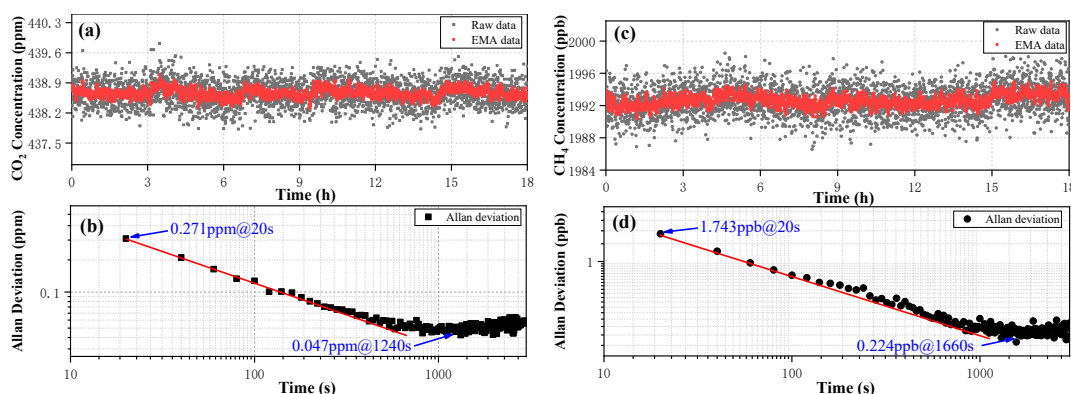 (a)
Raw data
EMA data
CO2 Concentration (ppm)
440.3
439.6
438.9
438.2
437.5
0 3 6 9 12 15 18
Time (h)
(c)
Raw data
EMA data
CH4 Concentration (ppb)
2000
1996
1992
1988
1984
0 3 6 9 12 15 18
Time (h)
(b)
Allan deviation
0.271ppm@20s
0.047ppm@1240s
Allan Deviation (ppm)
0.1
10 100 1000
Time (s)
(d)
Allan deviation
1.743ppb@20s
0.224ppb@1660s
Allan Deviation (ppb)
1
10 100 1000
Time (s)